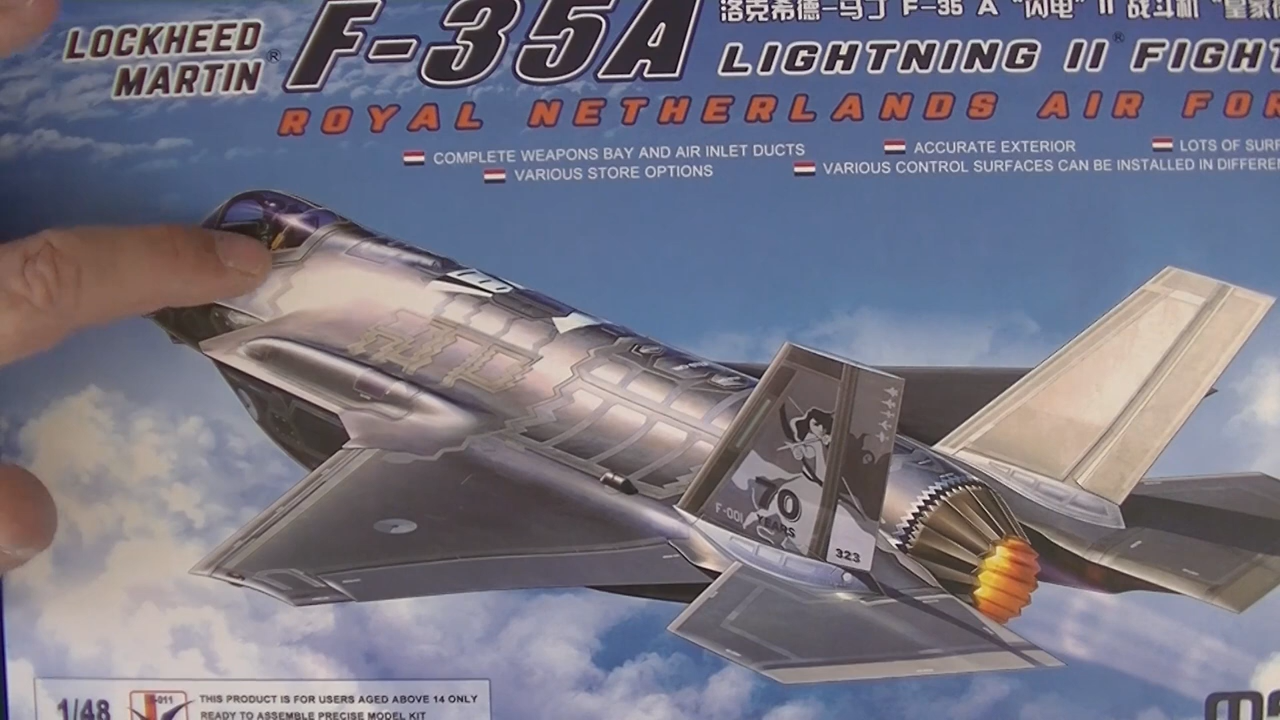 LOCKHEED MARTIN®
F-35A
洛克希德-马丁 F-35 A "闪电" II 战斗机 "皇家
LIGHTNING II® FIGHT
ROYAL NETHERLANDS AIR FOR
COMPLETE WEAPONS BAY AND AIR INLET DUCTS
ACCURATE EXTERIOR
LOTS OF SURF
VARIOUS STORE OPTIONS
VARIOUS CONTROL SURFACES CAN BE INSTALLED IN DIFFERE
70
YEARS
F-001
323
1/48
-011
THIS PRODUCT IS FOR USERS AGED ABOVE 14 ONLY
READY TO ASSEMBLE PRECISE MODEL KIT